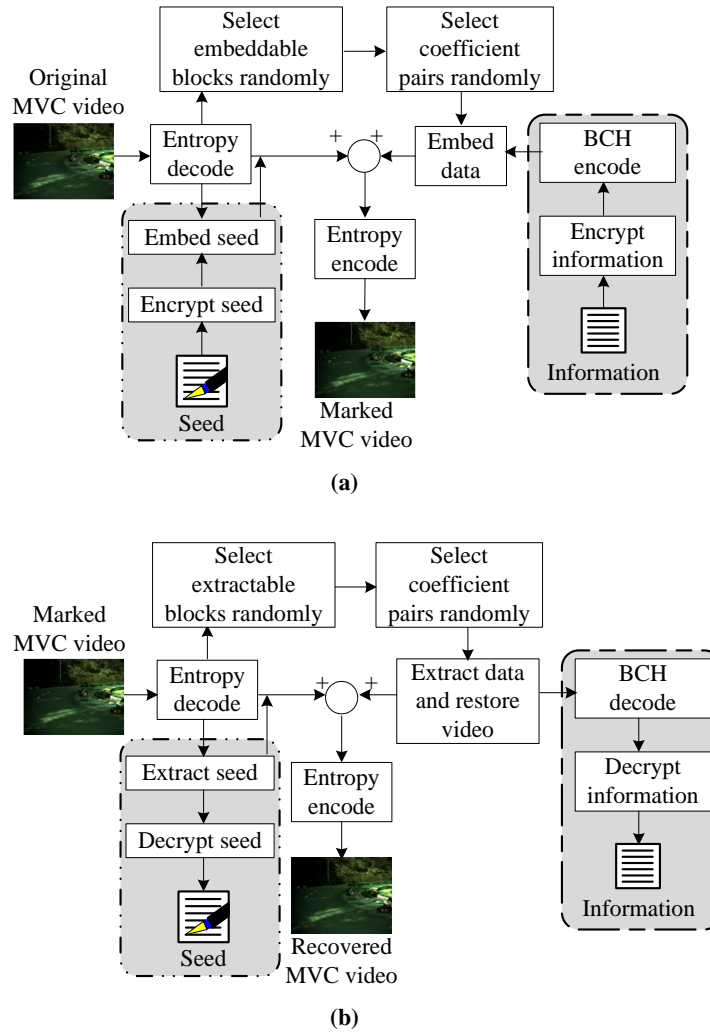 Select
embeddable
blocks randomly
Select
coefficient
pairs randomly
Original
MVC video
Entropy
decode
+
+
Embed
data
BCH
encode
Embed seed
Entropy
encode
Encrypt
information
Encrypt seed
Seed
Marked
MVC video
Information
(a)
Select
extractable
blocks randomly
Select
coefficient
pairs randomly
Marked
MVC video
Entropy
decode
+
+
Extract data
and restore
video
BCH
decode
Extract seed
Entropy
encode
Decrypt
information
Decrypt seed
Seed
Recovered
MVC video
Information
(b)